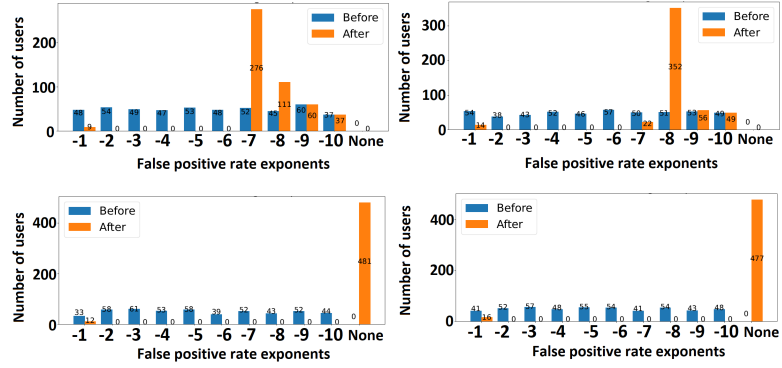 Number of users
200
100
0
Before
After
48 9 54 0 49 0 47 0 53 0 48 0 52 276 45 111 60 60 37 37 0 0
-1 -2 -3 -4 -5 -6 -7 -8 -9 -10 None
False positive rate exponents
Number of users
300
200
100
0
Before
After
54 14 38 0 43 0 52 0 46 0 57 0 50 22 51 352 53 56 49 49 0 0
-1 -2 -3 -4 -5 -6 -7 -8 -9 -10 None
False positive rate exponents
Number of users
400
200
0
Before
After
33 12 58 0 61 0 53 0 58 0 39 0 52 0 43 0 52 0 44 0 0 481
-1 -2 -3 -4 -5 -6 -7 -8 -9 -10 None
False positive rate exponents
Number of users
400
200
0
Before
After
41 16 52 0 57 0 48 0 55 0 54 0 41 0 54 0 43 0 48 0 0 477
-1 -2 -3 -4 -5 -6 -7 -8 -9 -10 None
False positive rate exponents